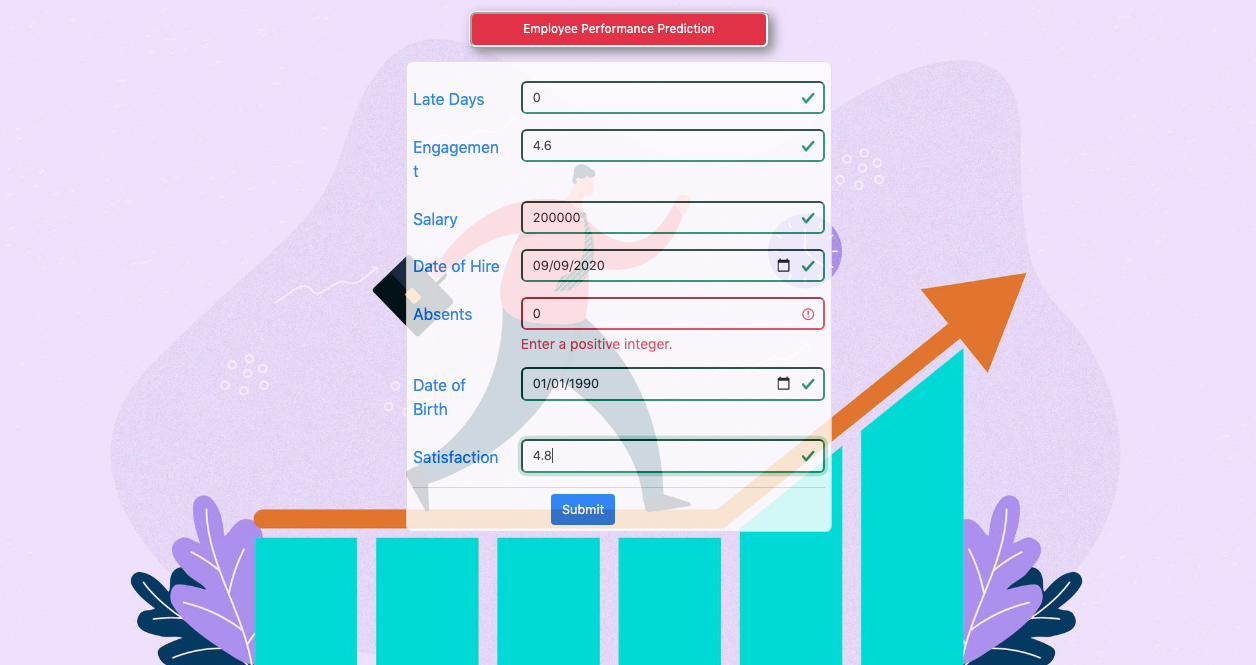 Employee Performance Prediction
Late Days 0
Engagemen 4.6
t
Salary 200000
Date of Hire 09/09/2020
Absents 0
Enter a positive integer.
Date of 01/01/1990
Birth
Satisfaction 4.8
Submit